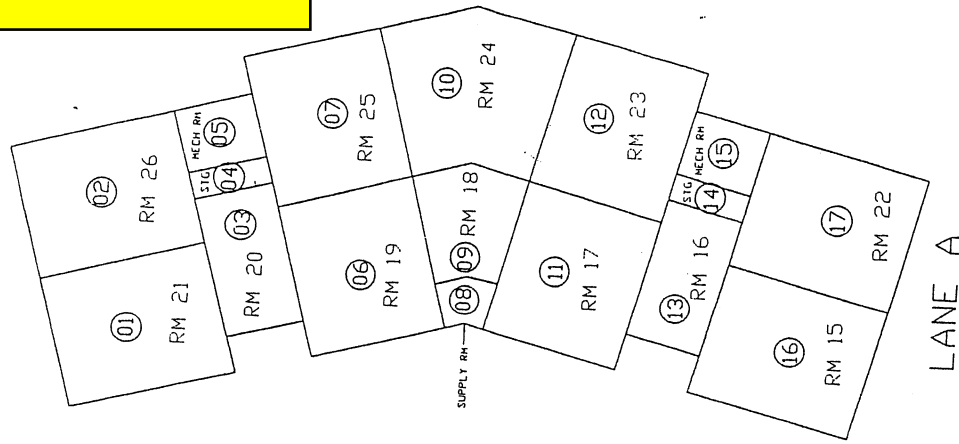 02
RM 26
MECH RM
05
STG
04
01
RM 21
03
RM 20
07
RM 25
10
RM 24
06
RM 19
12
RM 23
09
RM 18
08
SUPPLY RM
11
RM 17
MECH RM
15
STG
14
13
RM 16
17
RM 22
16
RM 15
LANE A